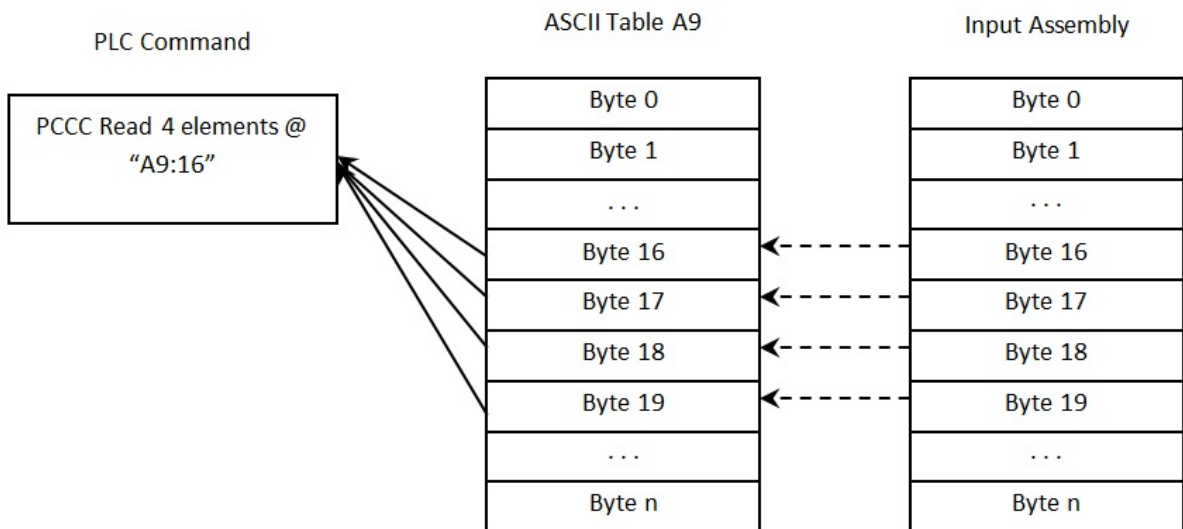 PLC Command
PCCC Read 4 elements @
“A9:16”
ASCII Table A9
Byte 0
Byte 1
. . .
Byte 16
Byte 17
Byte 18
Byte 19
. . .
Byte n
Input Assembly
Byte 0
Byte 1
. . .
Byte 16
Byte 17
Byte 18
Byte 19
. . .
Byte n